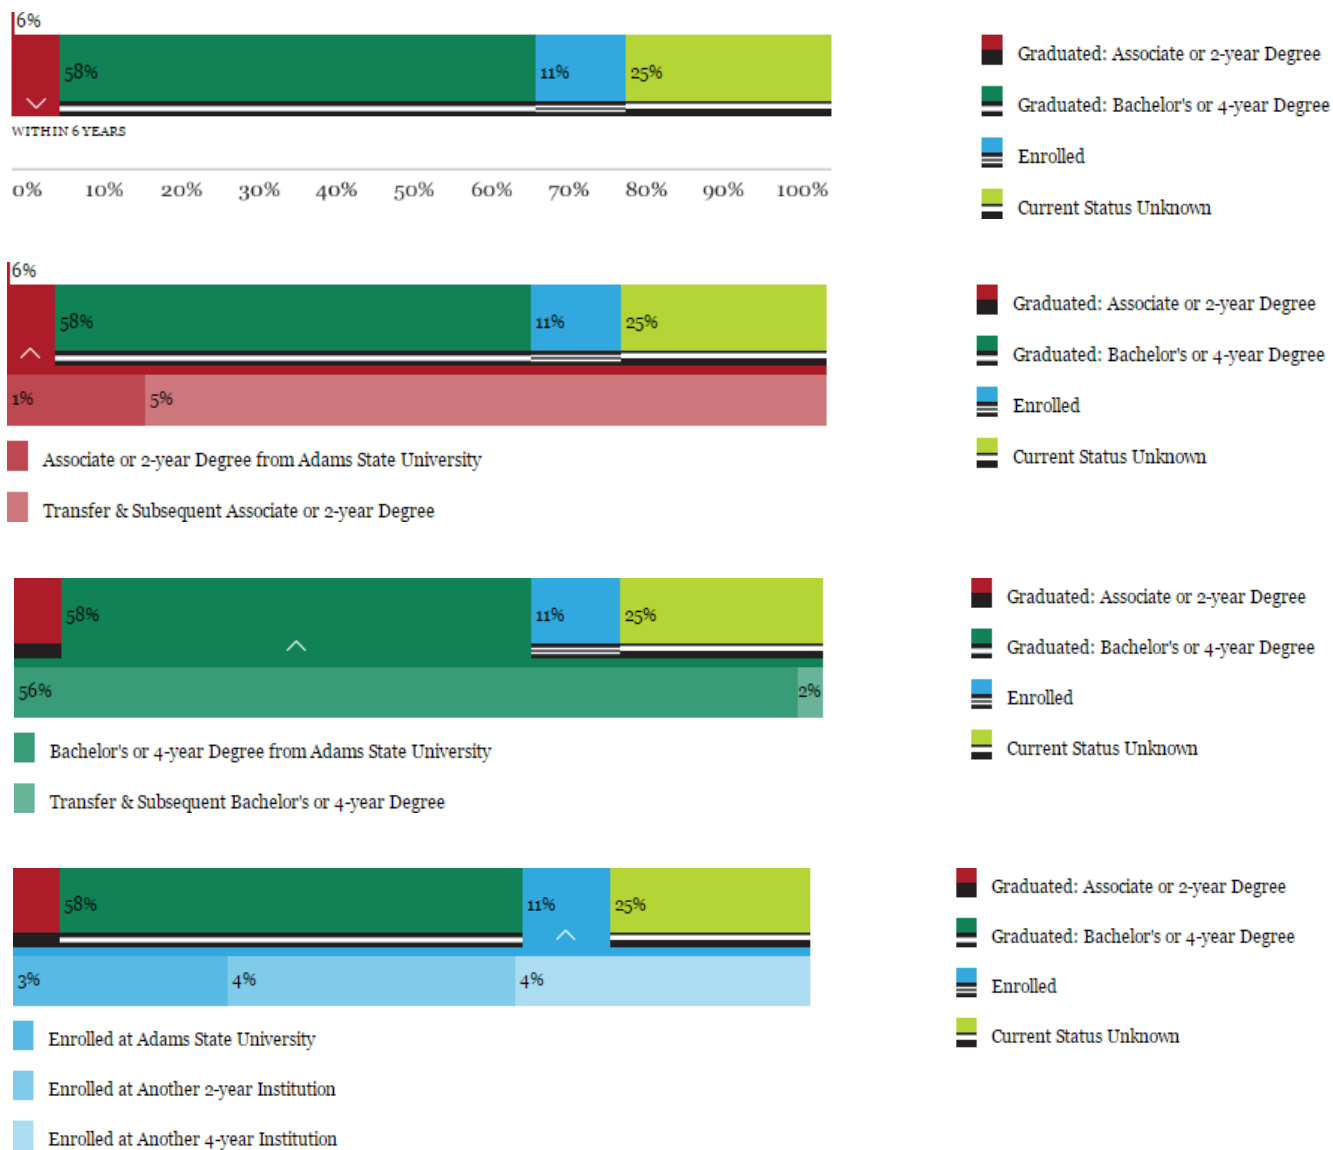 6%
58%
11%
25%
WITHIN 6 YEARS
0% 10% 20% 30% 40% 50% 60% 70% 80% 90% 100%
Graduated: Associate or 2-year Degree
Graduated: Bachelor's or 4-year Degree
Enrolled
Current Status Unknown
6%
58%
11%
25%
1%
5%
Associate or 2-year Degree from Adams State University
Transfer & Subsequent Associate or 2-year Degree
Graduated: Associate or 2-year Degree
Graduated: Bachelor's or 4-year Degree
Enrolled
Current Status Unknown
58%
11%
25%
56%
2%
Bachelor's or 4-year Degree from Adams State University
Transfer & Subsequent Bachelor's or 4-year Degree
Graduated: Associate or 2-year Degree
Graduated: Bachelor's or 4-year Degree
Enrolled
Current Status Unknown
58%
11%
25%
3%
4%
4%
Enrolled at Adams State University
Enrolled at Another 2-year Institution
Enrolled at Another 4-year Institution
Graduated: Associate or 2-year Degree
Graduated: Bachelor's or 4-year Degree
Enrolled
Current Status Unknown